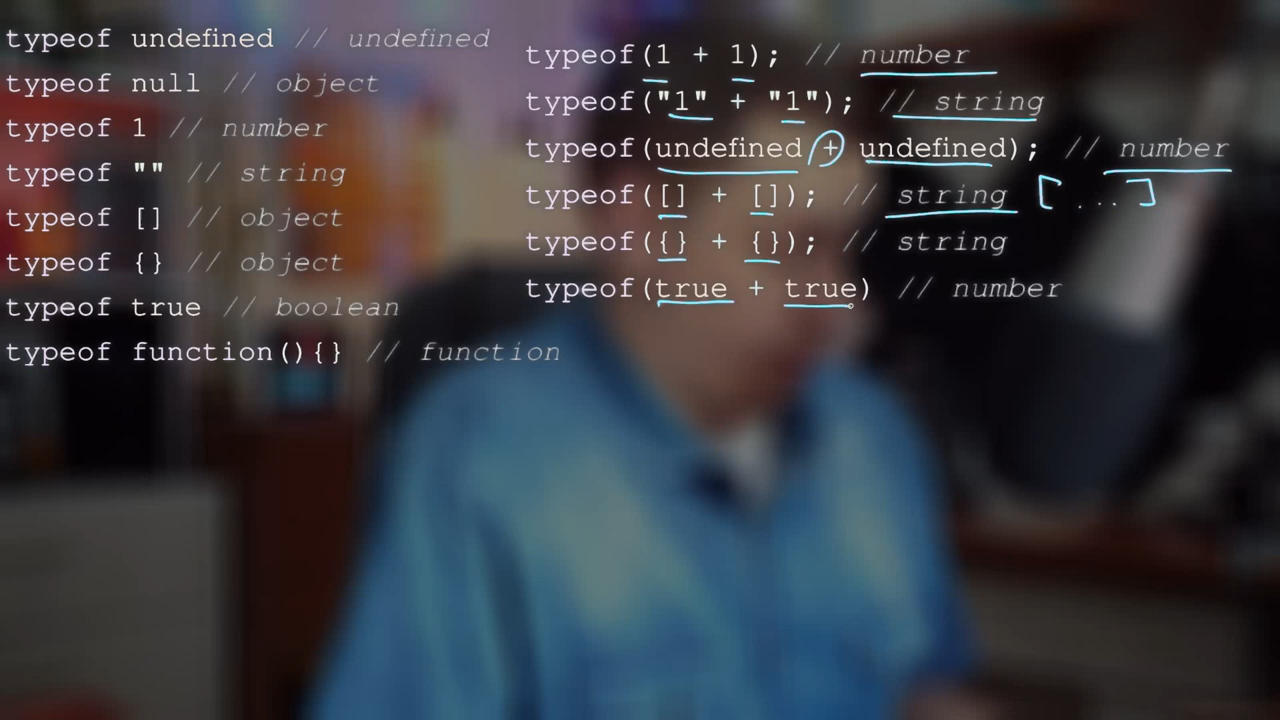 typeof undefined // undefined
typeof null // object
typeof 1 // number
typeof "" // string
typeof [] // object
typeof {} // object
typeof true // boolean
typeof function(){} // function
typeof(1 + 1); // number
typeof("1" + "1"); // string
typeof(undefined + undefined); // number
typeof([] + []); // string [...]
typeof({} + {}); // string
typeof(true + true) // number